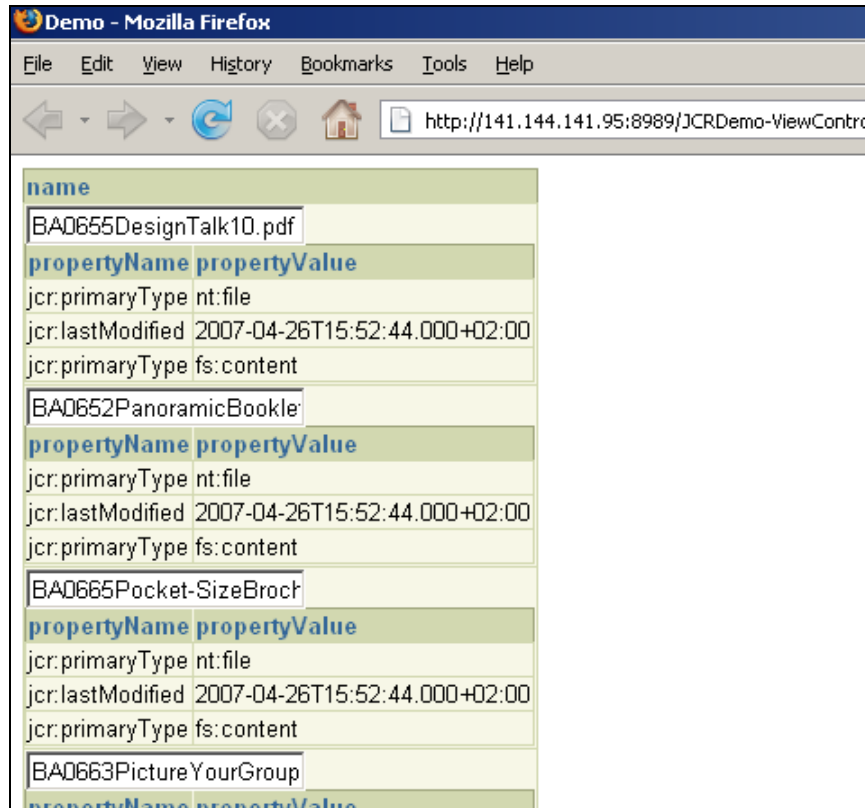 Demo - Mozilla Firefox
File Edit View History Bookmarks Tools Help
http://141.144.141.95:8989/JCRDemo-ViewContro
name
BA0655DesignTalk10.pdf
propertyName propertyValue
jcr:primaryType nt:file
jcr:lastModified 2007-04-26T15:52:44.000+02:00
jcr:primaryType fs:content
BA0652PanoramicBooklet
propertyName propertyValue
jcr:primaryType nt:file
jcr:lastModified 2007-04-26T15:52:44.000+02:00
jcr:primaryType fs:content
BA0665Pocket-SizeBroch
propertyName propertyValue
jcr:primaryType nt:file
jcr:lastModified 2007-04-26T15:52:44.000+02:00
jcr:primaryType fs:content
BA0663PictureYourGroup
propertyName propertyValue